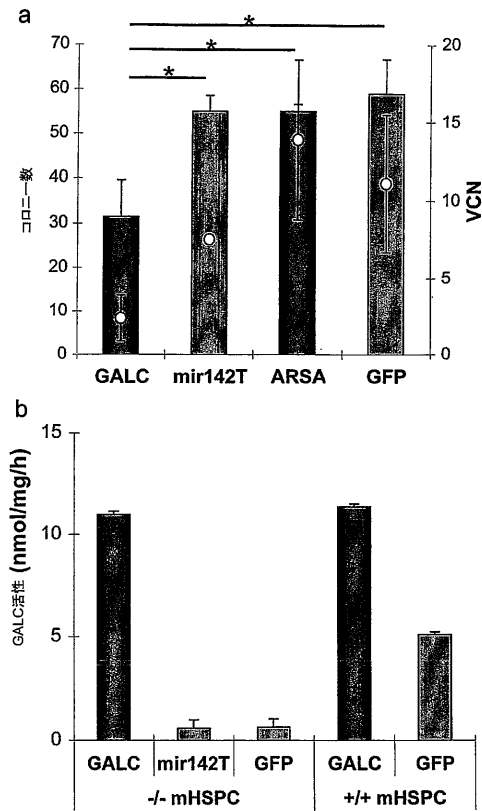 a
*
*
*
70
60
50
40
30
20
10
0
コロニー数
20
15
10
5
0
VCN
GALC mir142T ARSA GFP
b
15
10
5
0
GALC活性 (nmol/mg/h)
GALC mir142T GFP GALC GFP
-/- mHSPC +/+ mHSPC